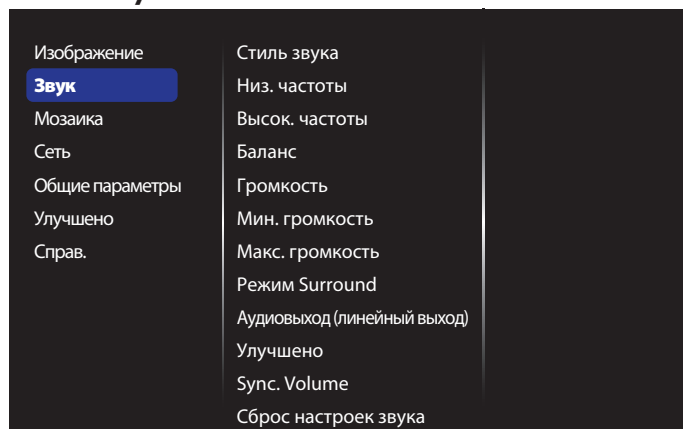 Изображение
Звук
Мозаика
Сеть
Общие параметры
Улучшено
Справ.
Стиль звука
Низ. частоты
Высок. частоты
Баланс
Громкость
Мин. громкость
Макс. громкость
Режим Surround
Аудиовыход (линейный выход)
Улучшено
Sync. Volume
Сброс настроек звука